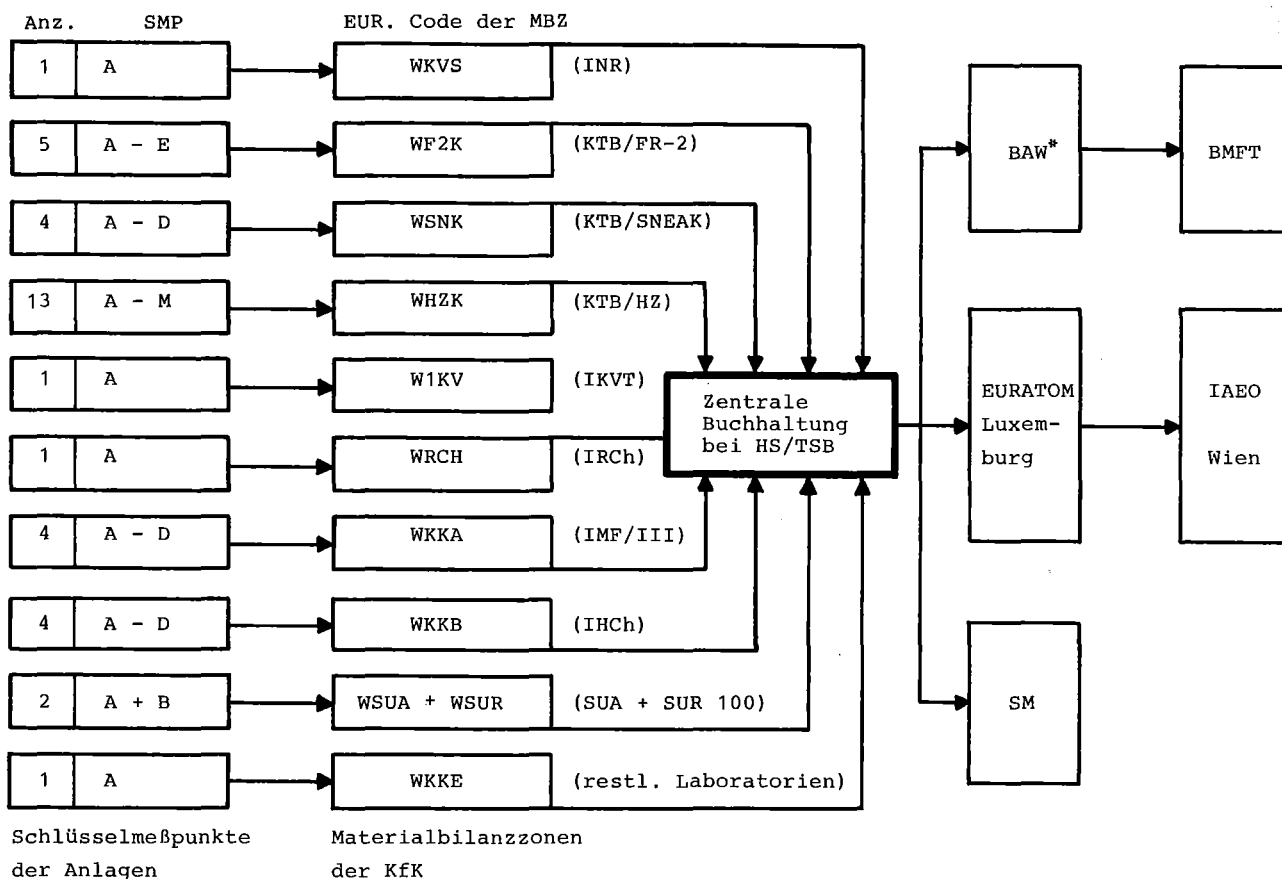 Anz. SMP EUR. Code der MBZ
1 A WKVS (INR)
5 A - E WF2K (KTB/FR-2)
4 A - D WSNK (KTB/SNEAK)
13 A - M WHZK (KTB/HZ)
1 A W1KV (IKVT)
1 A WRCH (IRCh)
4 A - D WKKA (IMF/III)
4 A - D WKKB (IHCh)
2 A + B WSUA + WSUR (SUA + SUR 100)
1 A WKKE (restl. Laboratorien)
Schlüsselmeßpunkte
der Anlagen
Materialbilanzzonen
der KfK
Zentrale
Buchhaltung
bei HS/TSB
BAW*
BMFT
EURATOM
Luxem-
burg
IAEO
Wien
SM